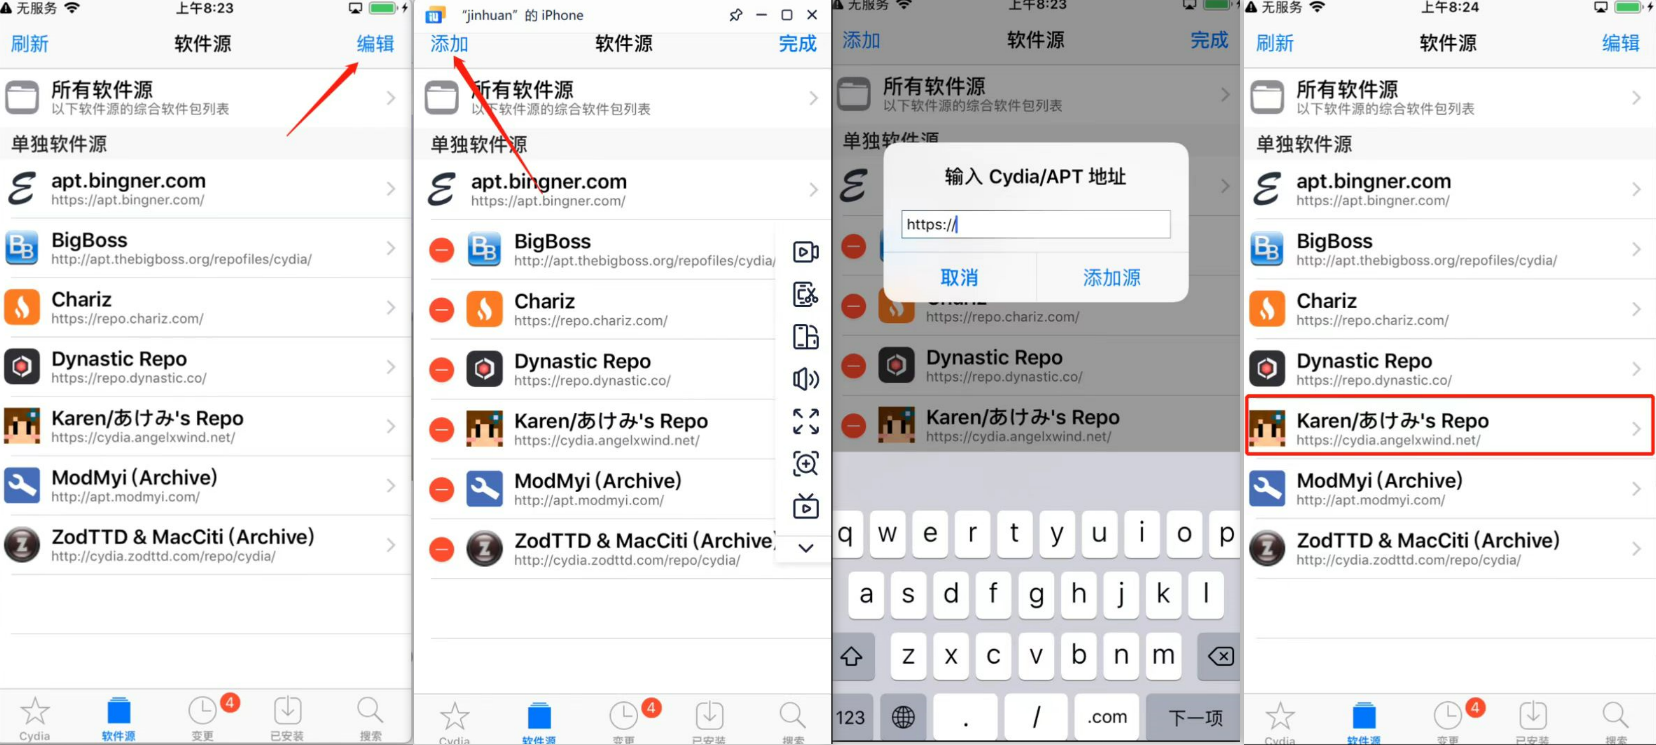 无服务
上午8:23
刷新
软件源
编辑
所有软件源
以下软件源的综合软件包列表
单独软件源
apt.bingner.com
https://apt.bingner.com/
BigBoss
http://apt.thebigboss.org/repofiles/cydia/
Chariz
https://repo.chariz.com/
Dynastic Repo
https://repo.dynastic.co/
Karen/あけみ's Repo
https://cydia.angelxwind.net/
ModMyi (Archive)
http://apt.modmyi.com/
ZodTTD & MacCiti (Archive)
http://cydia.zodttd.com/repo/cydia/
4
Cydia
软件源
变更
已安装
搜索
“jinhuan” 的 iPhone
添加
软件源
完成
所有软件源
以下软件源的综合软件包列表
单独软件源
apt.bingner.com
https://apt.bingner.com/
BigBoss
http://apt.thebigboss.org/repofiles/cydia/
Chariz
https://repo.chariz.com/
Dynastic Repo
https://repo.dynastic.co/
Karen/あけみ's Repo
https://cydia.angelxwind.net/
ModMyi (Archive)
http://apt.modmyi.com/
ZodTTD & MacCiti (Archive)
http://cydia.zodttd.com/repo/cydia/
4
Cydia
软件源
变更
已安装
搜索
无服务
上午8:23
添加
软件源
完成
所有软件源
以下软件源的综合软件包列表
单独软件源
输入 Cydia/APT 地址
https://
取消
添加源
Chariz
https://repo.chariz.com/
Dynastic Repo
https://repo.dynastic.co/
Karen/あけみ's Repo
https://cydia.angelxwind.net/
q w e r t y u i o p
a s d f g h j k l
z x c v b n m
123 . / .com 下一项
无服务
上午8:24
刷新
软件源
编辑
所有软件源
以下软件源的综合软件包列表
单独软件源
apt.bingner.com
https://apt.bingner.com/
BigBoss
http://apt.thebigboss.org/repofiles/cydia/
Chariz
https://repo.chariz.com/
Dynastic Repo
https://repo.dynastic.co/
Karen/あけみ's Repo
https://cydia.angelxwind.net/
ModMyi (Archive)
http://apt.modmyi.com/
ZodTTD & MacCiti (Archive)
http://cydia.zodttd.com/repo/cydia/
4
Cydia
软件源
变更
已安装
搜索